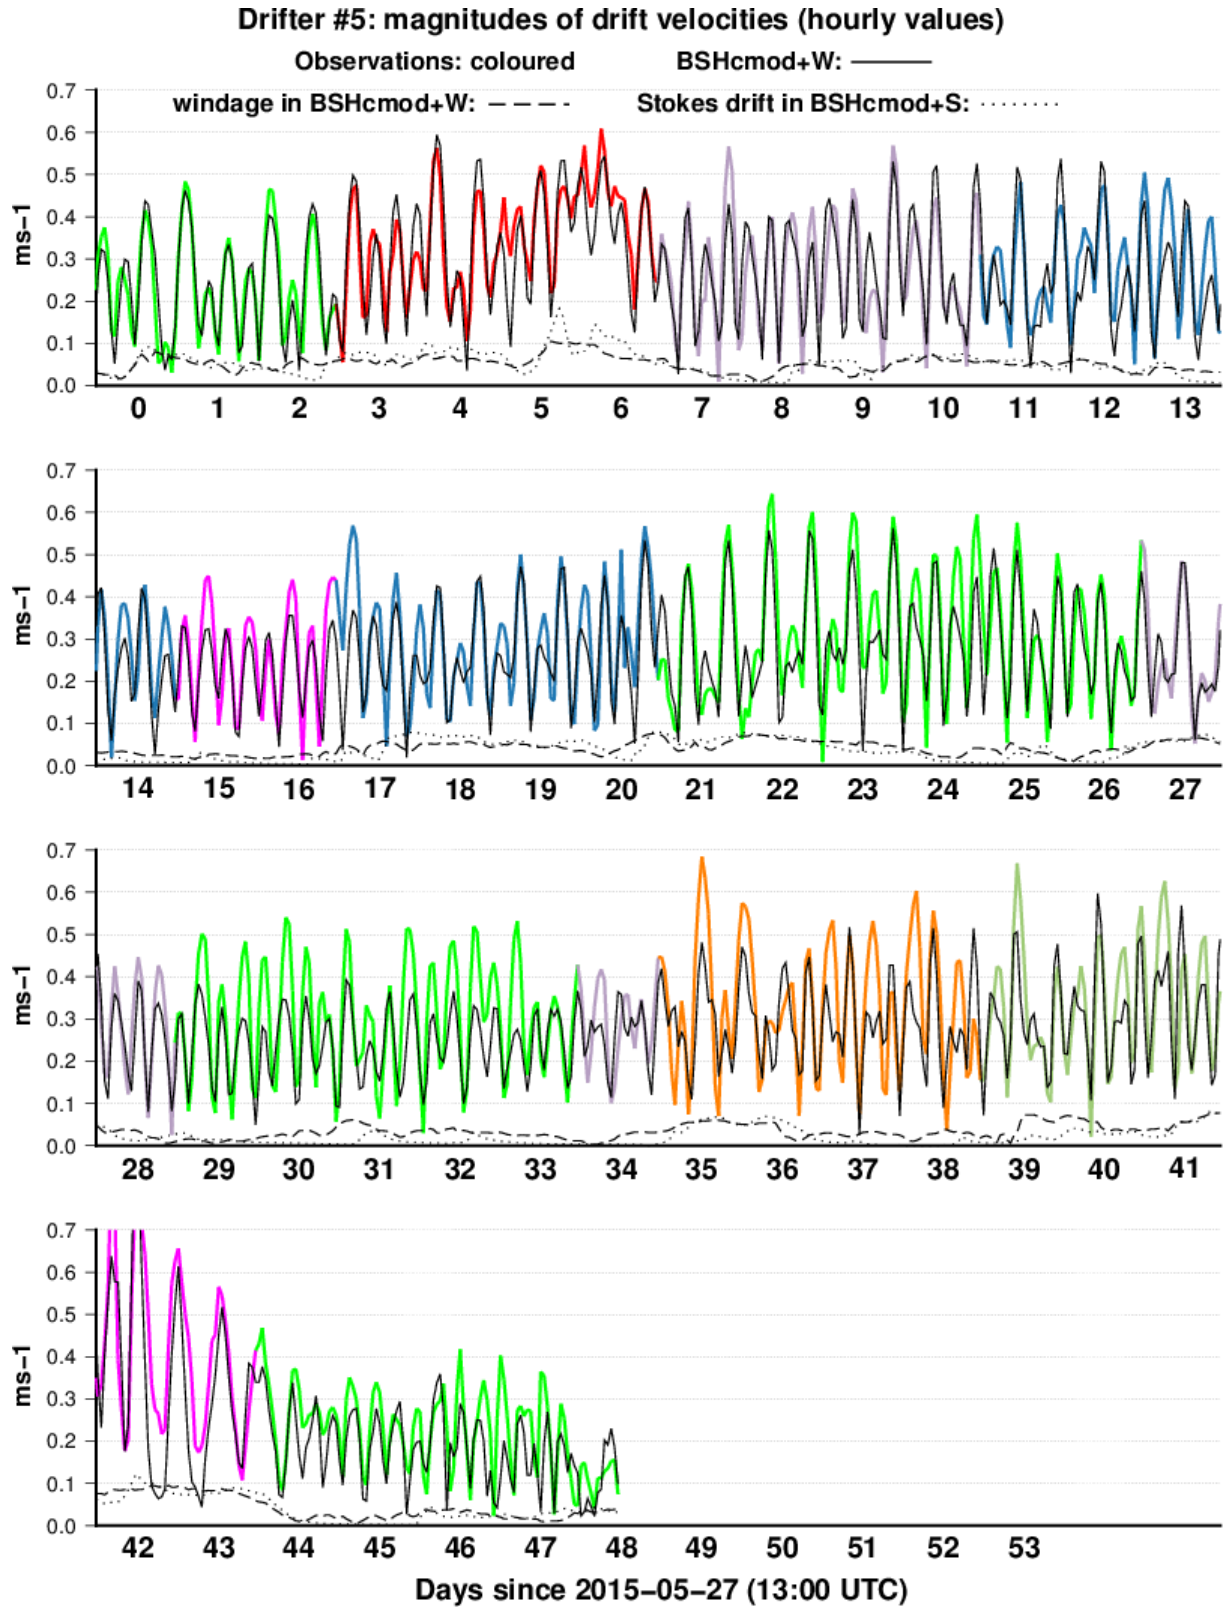 Drifter #5: magnitudes of drift velocities (hourly values)
Observations: coloured BSHcmod+W:
windage in BSHcmod+W: Stokes drift in BSHcmod+S:
0.7
0.6
0.5
0.4
0.3
0.2
0.1
0.0
ms−1
0 1 2 3 4 5 6 7 8 9 10 11 12 13
0.7
0.6
0.5
0.4
0.3
0.2
0.1
0.0
ms−1
14 15 16 17 18 19 20 21 22 23 24 25 26 27
0.7
0.6
0.5
0.4
0.3
0.2
0.1
0.0
ms−1
28 29 30 31 32 33 34 35 36 37 38 39 40 41
0.7
0.6
0.5
0.4
0.3
0.2
0.1
0.0
ms−1
42 43 44 45 46 47 48 49 50 51 52 53
Days since 2015−05−27 (13:00 UTC)